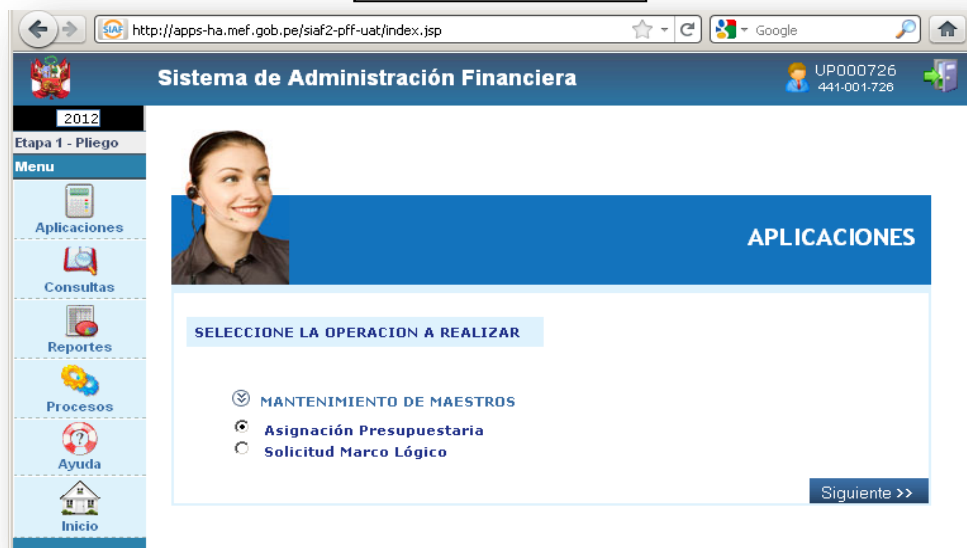 SIAF http://apps-ha.mef.gob.pe/siaf2-pff-uat/index.jsp Google
Sistema de Administración Financiera
UP000726
441-001-726
2012
Etapa 1 - Pliego
Menu
Aplicaciones
Consultas
Reportes
Procesos
Ayuda
Inicio
APLICACIONES
SELECCIONE LA OPERACION A REALIZAR
MANTENIMIENTO DE MAESTROS
Asignación Presupuestaria
Solicitud Marco Lógico
Siguiente >>